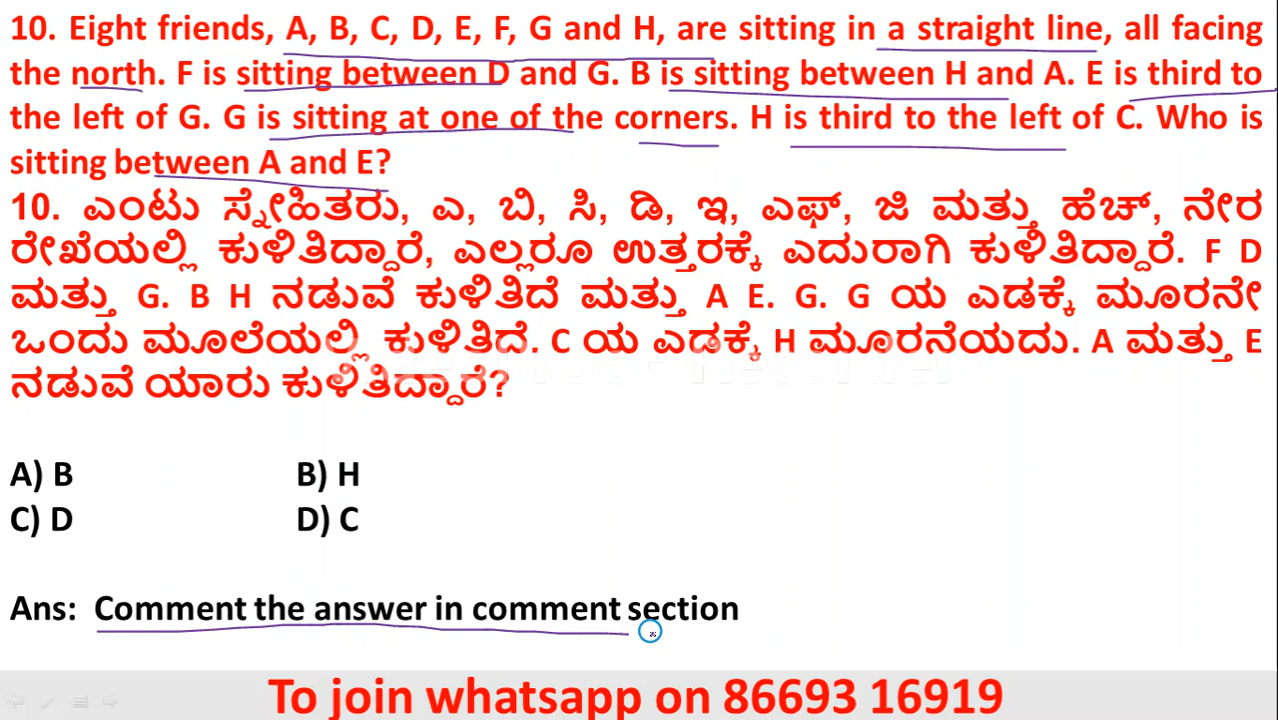 10. Eight friends, A, B, C, D, E, F, G and H, are sitting in a straight line, all facing
the north. F is sitting between D and G. B is sitting between H and A. E is third to
the left of G. G is sitting at one of the corners. H is third to the left of C. Who is
sitting between A and E?
10. ಎಂಟು ಸ್ನೇಹಿತರು, ಎ, ಬಿ, ಸಿ, ಡಿ, ಇ, ಎಫ್, ಜಿ ಮತ್ತು ಹೆಚ್, ನೇರ
ರೇಖೆಯಲ್ಲಿ ಕುಳಿತಿದ್ದಾರೆ, ಎಲ್ಲರೂ ಉತ್ತರಕ್ಕೆ ಎದುರಾಗಿ ಕುಳಿತಿದ್ದಾರೆ. F D
ಮತ್ತು G. B H ನಡುವೆ ಕುಳಿತಿದೆ ಮತ್ತು A E. G. G ಯ ಎಡಕ್ಕೆ ಮೂರನೇ
ಒಂದು ಮೂಲೆಯಲ್ಲಿ ಕುಳಿತಿದೆ. C ಯ ಎಡಕ್ಕೆ H ಮೂರನೆಯದು. A ಮತ್ತು E
ನಡುವೆ ಯಾರು ಕುಳಿತಿದ್ದಾರೆ?
A) B B) H
C) D D) C
Ans: Comment the answer in comment section
To join whatsapp on 86693 16919